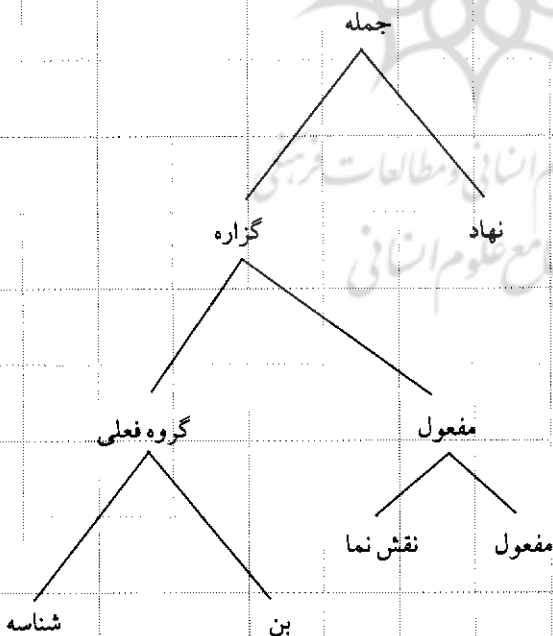 جمله
نهاد
گزاره
مفعول
گروه فعلی
مفعول
نقش نما
بن
شناسه